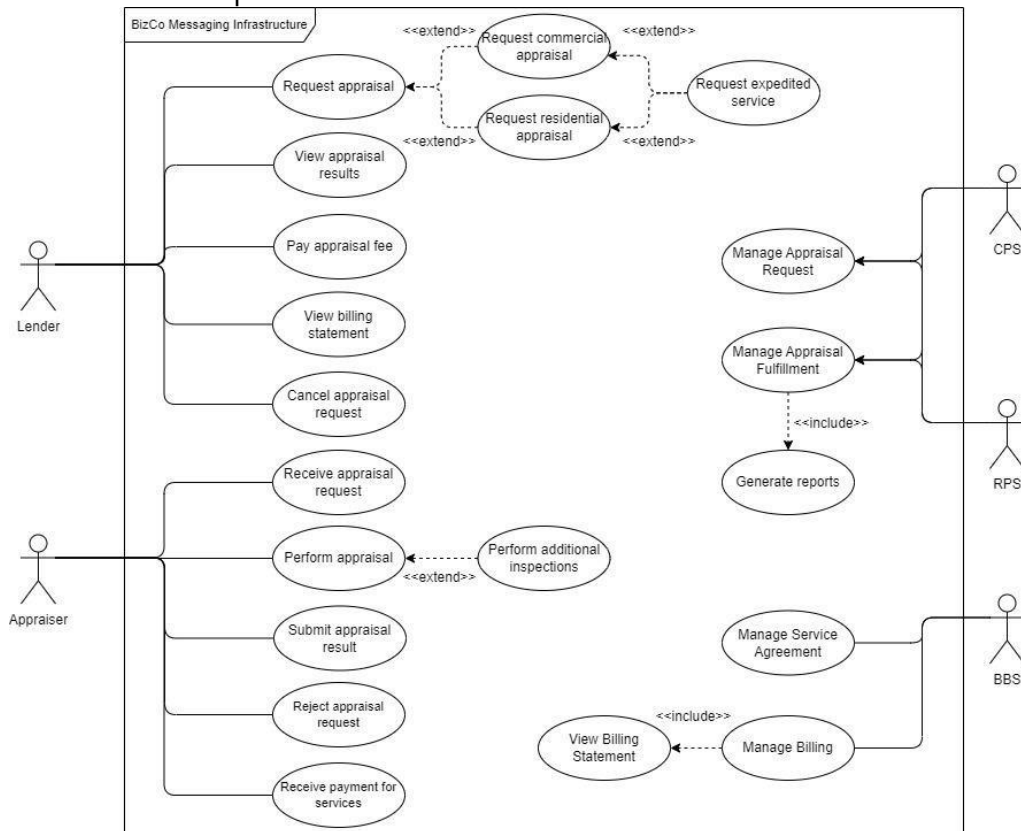 BizCo Messaging Infrastructure
<<extend>>
Request commercial
appraisal
<<extend>>
Request appraisal
Request expedited
service
Request residential
appraisal
<<extend>>
<<extend>>
View appraisal
results
Pay appraisal fee
View billing
statement
Cancel appraisal
request
Lender
CPS
Manage Appraisal
Request
Manage Appraisal
Fulfillment
<<include>>
Generate reports
RPS
Receive appraisal
request
Perform appraisal
<<extend>>
Perform additional
inspections
Appraiser
Submit appraisal
result
Reject appraisal
request
Receive payment for
services
Manage Service
Agreement
BBS
<<include>>
View Billing
Statement
Manage Billing